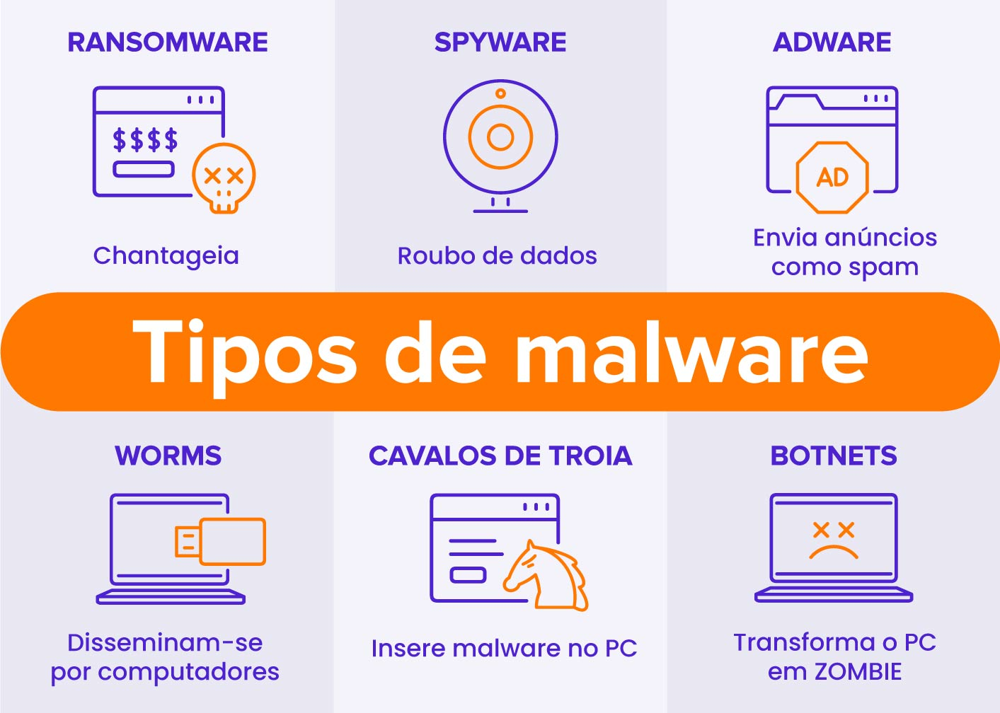 RANSOMWARE
$$$$
Chantageia
SPYWARE
Roubo de dados
ADWARE
AD
Envia anúncios
como spam
Tipos de malware
WORMS
Disseminam-se
por computadores
CAVALOS DE TROIA
Insere malware no PC
BOTNETS
Transforma o PC
em ZOMBIE